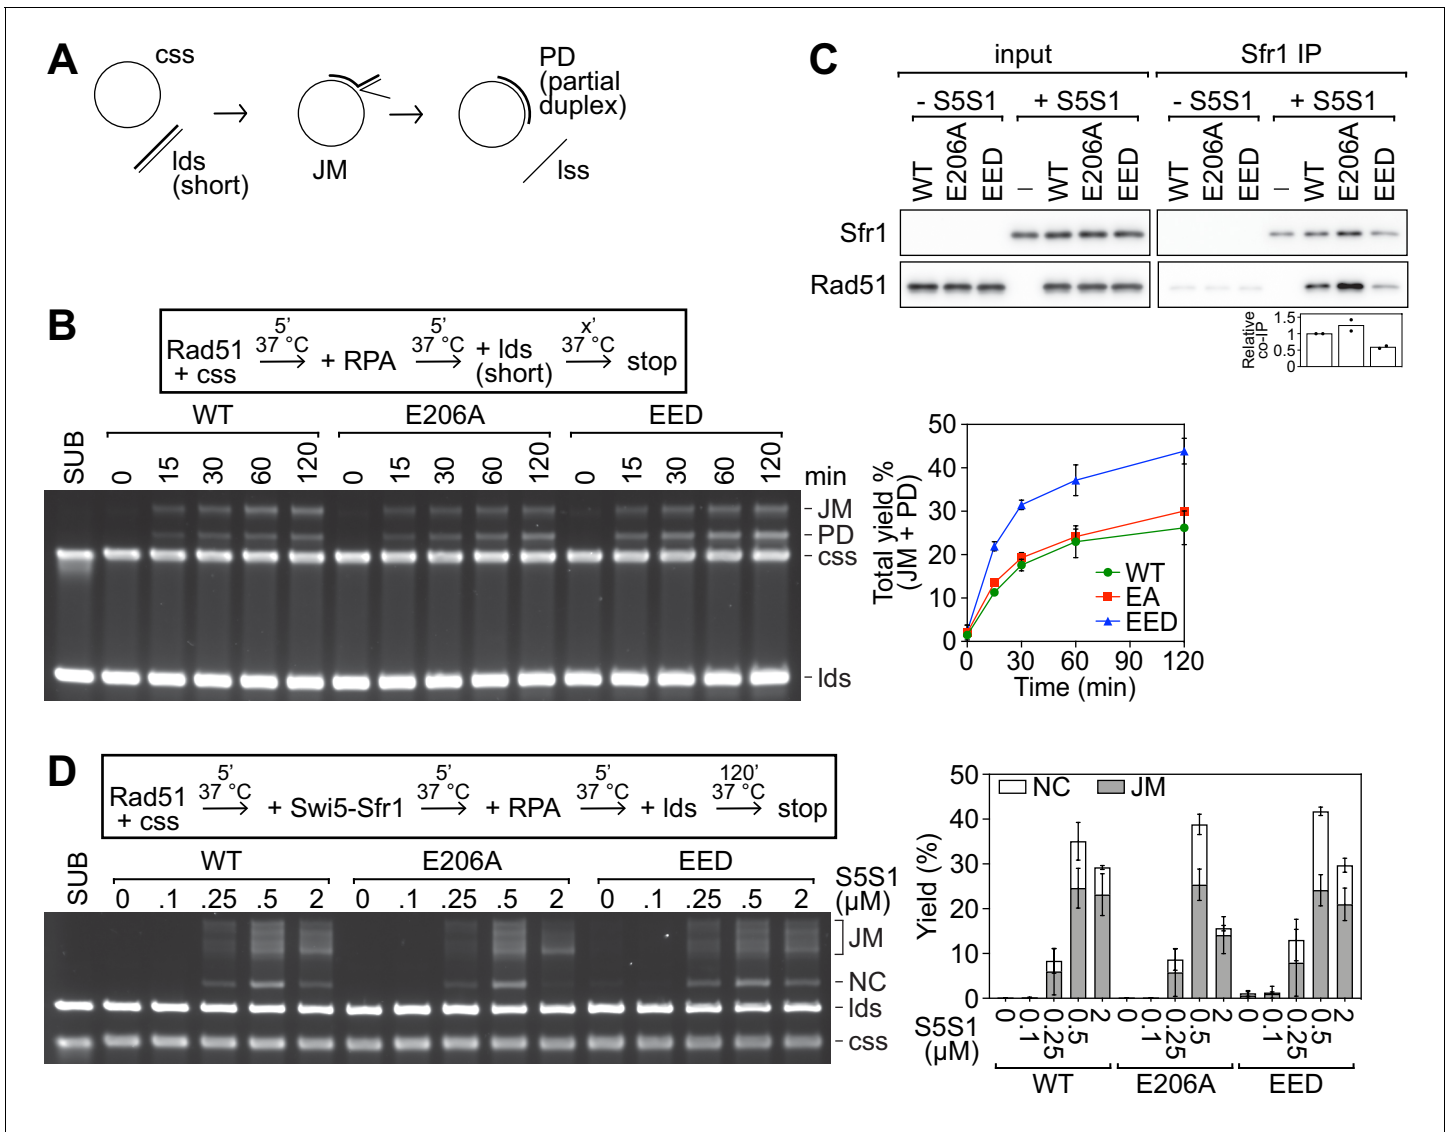 A
css
lds
(short)
JM
PD
(partial
duplex)
lss
B
Rad51
+ css
5’
37 °C
+ RPA
5’
37 °C
+ lds
(short)
x’
37 °C
stop
WT
E206A
EED
SUB
0
15
30
60
120
0
15
30
60
120
0
15
30
60
120
min
JM
PD
css
lds
Total yield %
(JM + PD)
50
40
30
20
10
0
WT
EA
EED
0
30
60
90
120
Time (min)
C
input
Sfr1 IP
- S5S1
+ S5S1
- S5S1
+ S5S1
WT
E206A
EED
–
WT
E206A
EED
WT
E206A
EED
–
WT
E206A
EED
Sfr1
Rad51
Relative
co-IP
1.5
1
0.5
0
D
Rad51
+ css
5’
37 °C
+ Swi5-Sfr1
5’
37 °C
+ RPA
5’
37 °C
+ lds
120’
37 °C
stop
SUB
WT
E206A
EED
S5S1
(µM)
0 .1 .25 .5 2
0 .1 .25 .5 2
0 .1 .25 .5 2
JM
NC
lds
css
Yield (%)
50
40
30
20
10
0
NC
JM
S5S1
(µM)
0
0.1
0.25
0.5
2
0
0.1
0.25
0.5
2
0
0.1
0.25
0.5
2
WT
E206A
EED